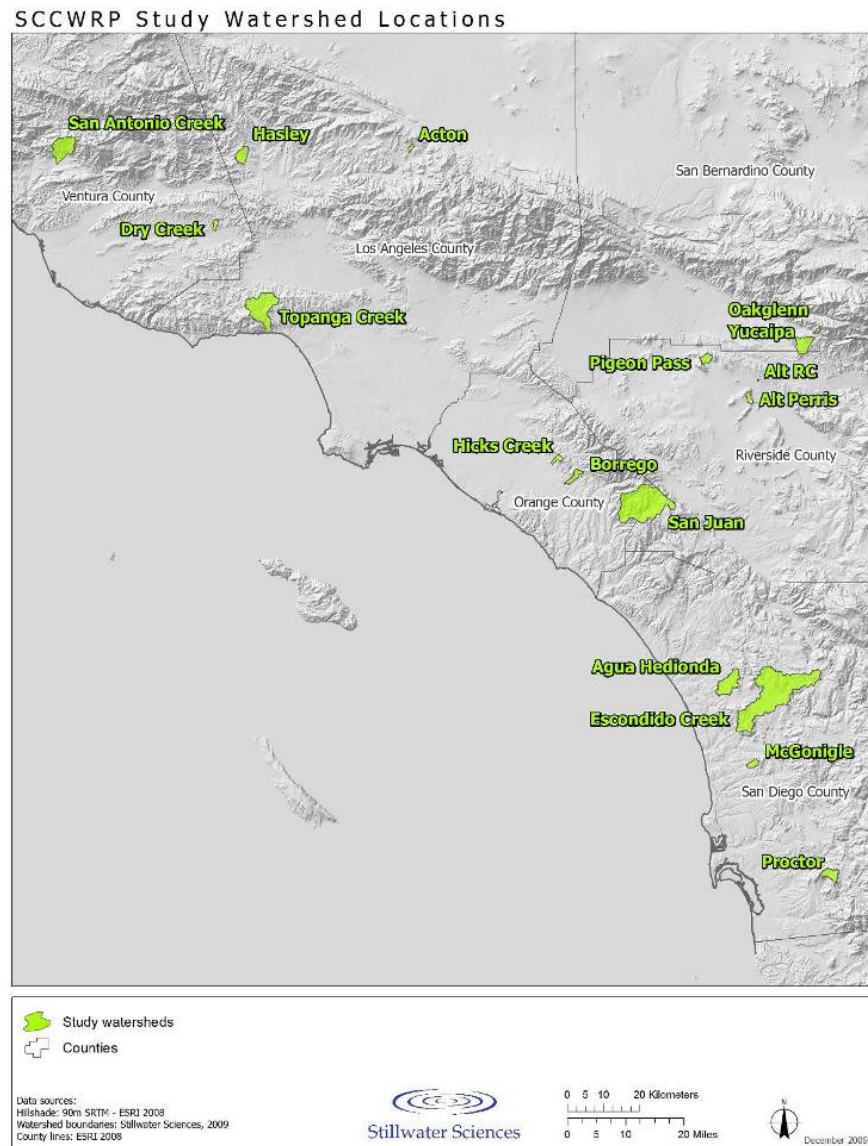 SCCWRP Study Watershed Locations
San Antonio Creek
Hasley
Acton
San Bernardino County
Ventura County
Dry Creek
Los Angeles County
Topanga Creek
Oakglenn
Yucaipa
Pigeon Pass
Alt RC
Alt Perris
Hicks Creek
Borrego
Riverside County
Orange County
San Juan
Agua Hedionda
Escondido Creek
McGonigle
San Diego County
Proctor
Study watersheds
Counties
Data sources:
Hillshade: 90m SRTM - ESRI 2008
Watershed boundaries: Stillwater Sciences, 2009
County lines: ESRI 2008
Stillwater Sciences
0 5 10 20 Kilometers
0 5 10 20 Miles
N
December 2009